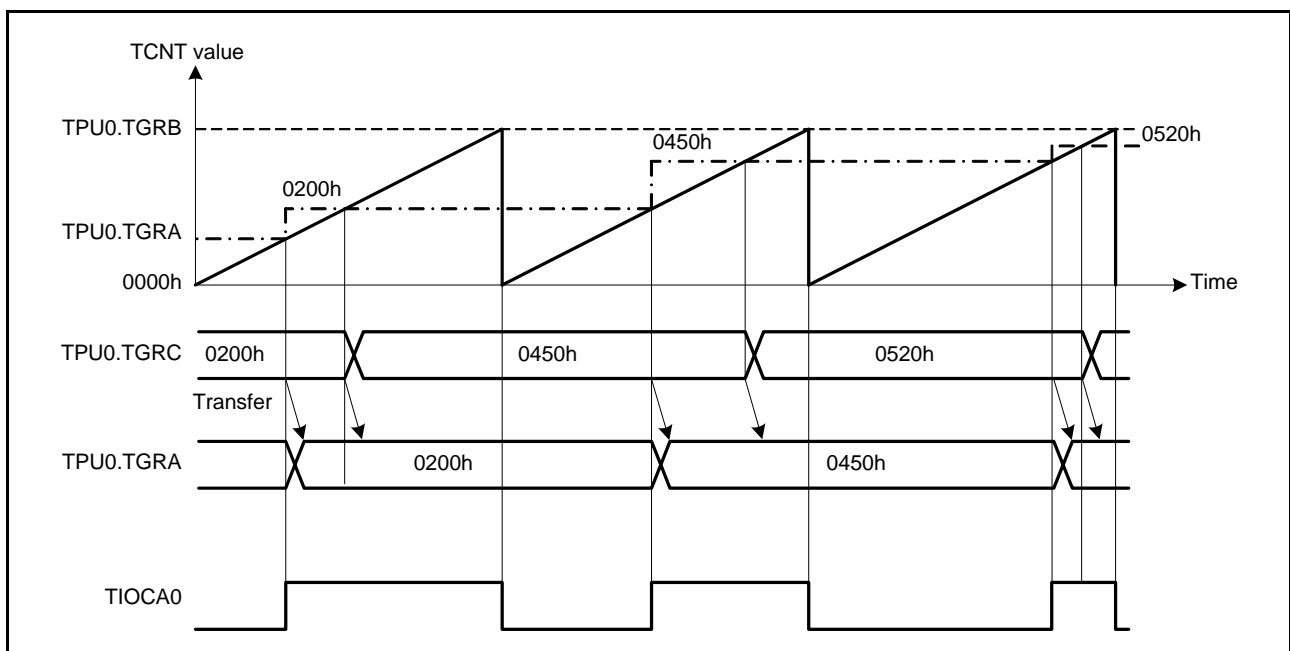 TCNT value
TPU0.TGRB
0450h
0520h
0200h
TPU0.TGRA
0000h
Time
TPU0.TGRC
0200h
0450h
0520h
Transfer
TPU0.TGRA
0200h
0450h
TIOCA0